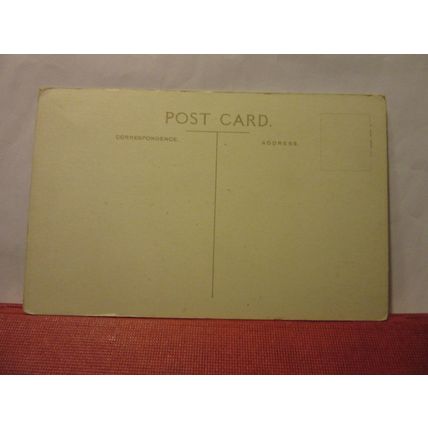 POST CARD.
CORRESPONDENCE.
ADDRESS.